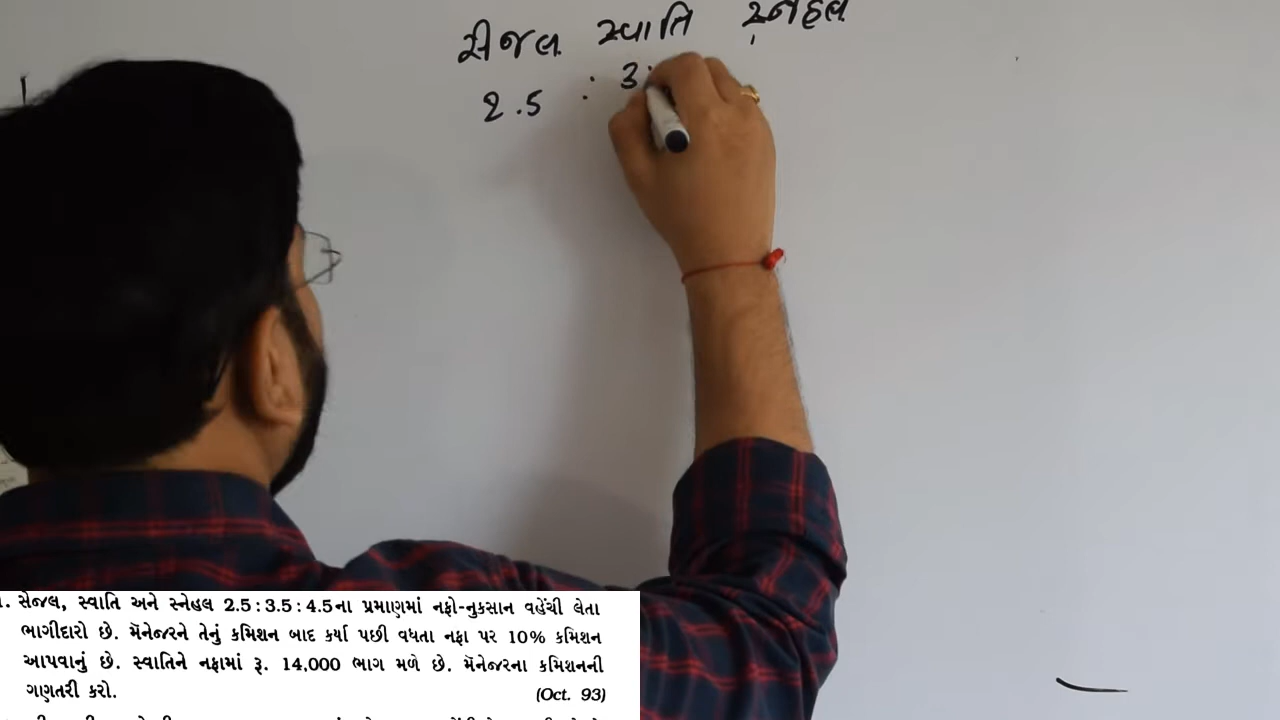 સેજલ સ્વાતિ સ્નેહલ
2.5 : 3.
1. સેજલ, સ્વાતિ અને સ્નેહલ 2.5 : 3.5 : 4.5ના પ્રમાણમાં નફો-નુકસાન વહેંચી લેતા
ભાગીદારો છે. મૅનેજરને તેનું કમિશન બાદ કર્યા પછી વધતા નફા પર 10% કમિશન
આપવાનું છે. સ્વાતિને નફામાં રૂ. 14,000 ભાગ મળે છે. મૅનેજરના કમિશનની
ગણતરી કરો. (Oct. 93)